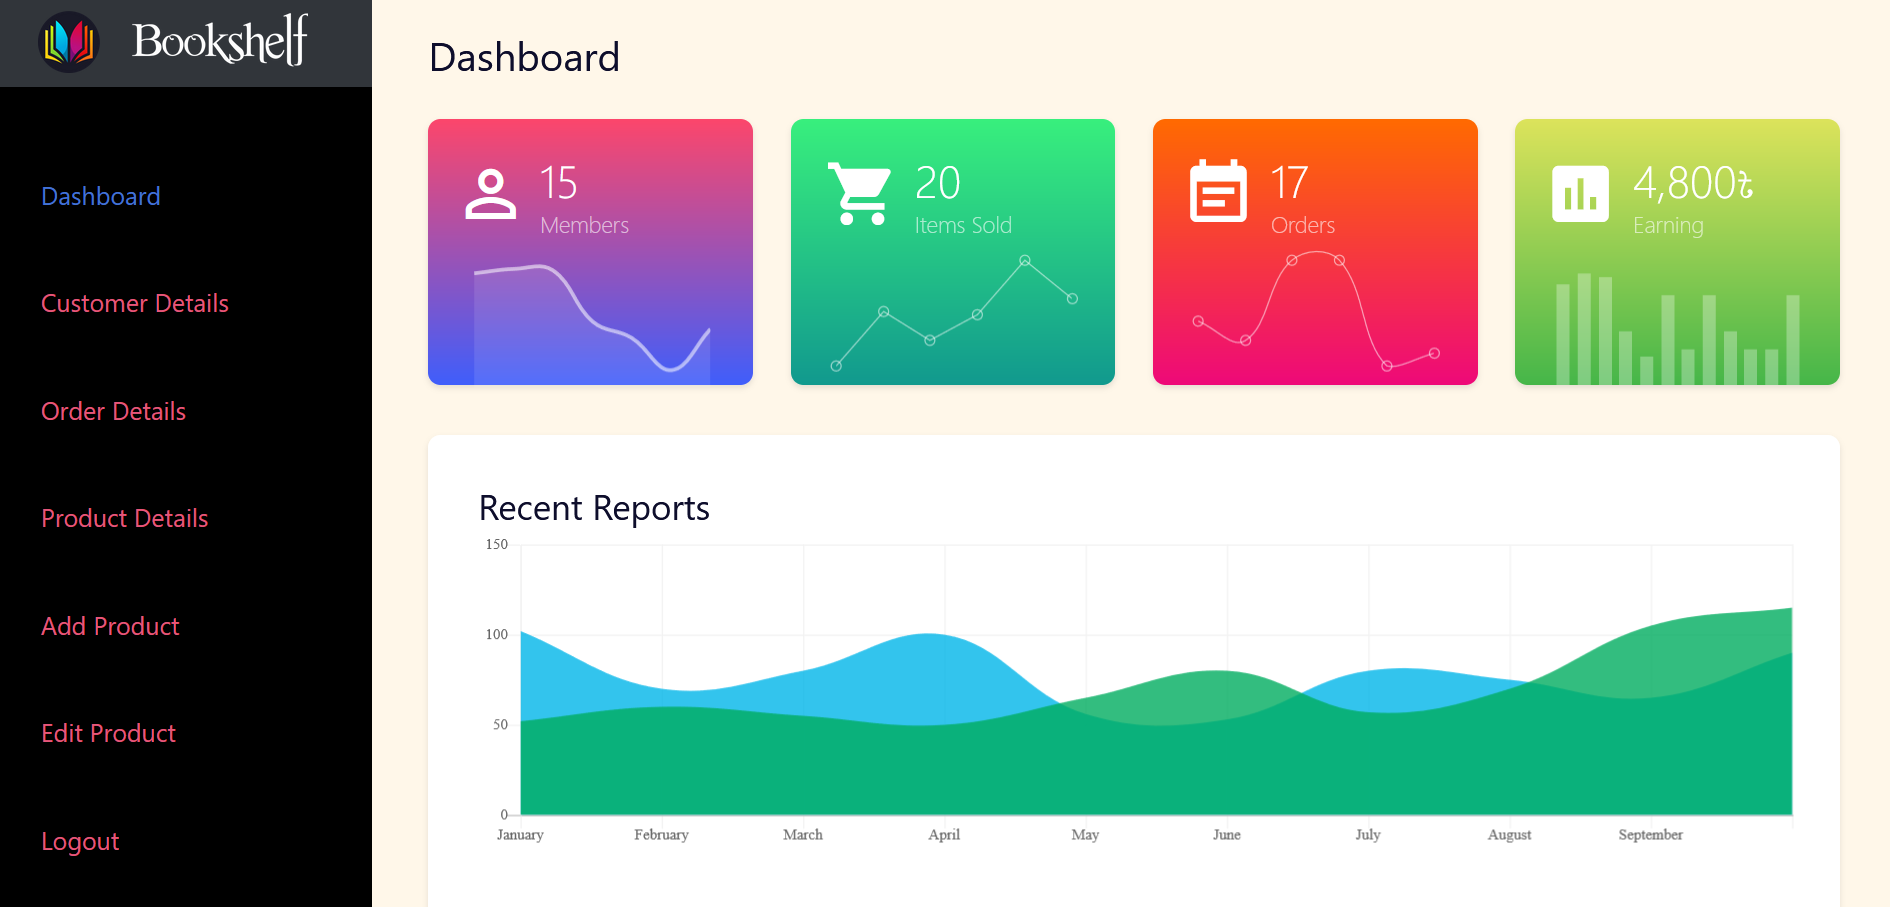 Bookshelf
Dashboard
Customer Details
Order Details
Product Details
Add Product
Edit Product
Logout
Dashboard
15
Members
20
Items Sold
17
Orders
4,800৳
Earning
Recent Reports
150
100
50
0
January February March April May June July August September